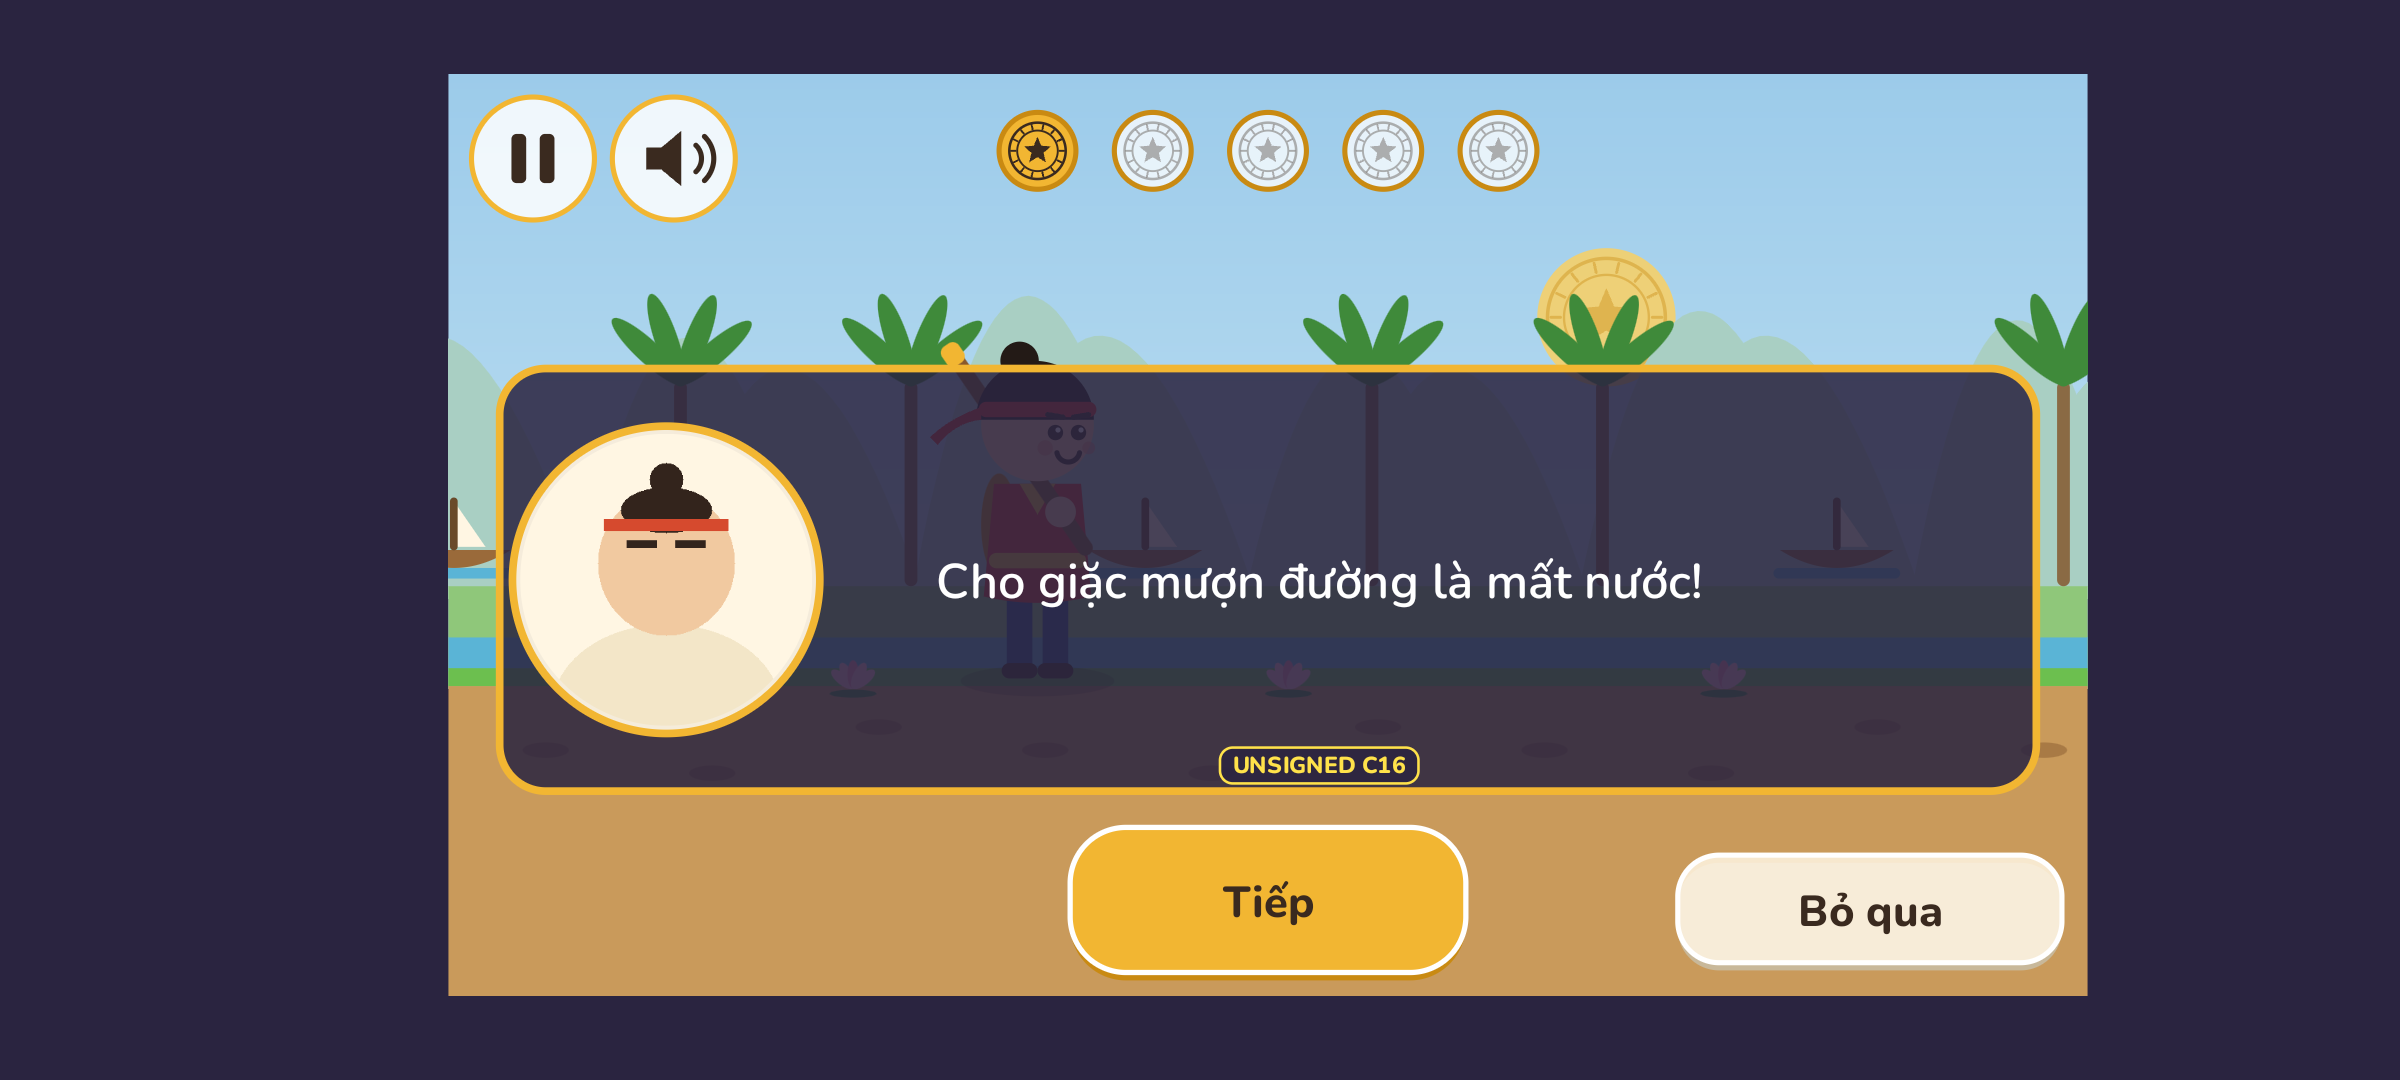 Cho giặc mượn đường là mất nước!
UNSIGNED C16
Tiếp
Bỏ qua